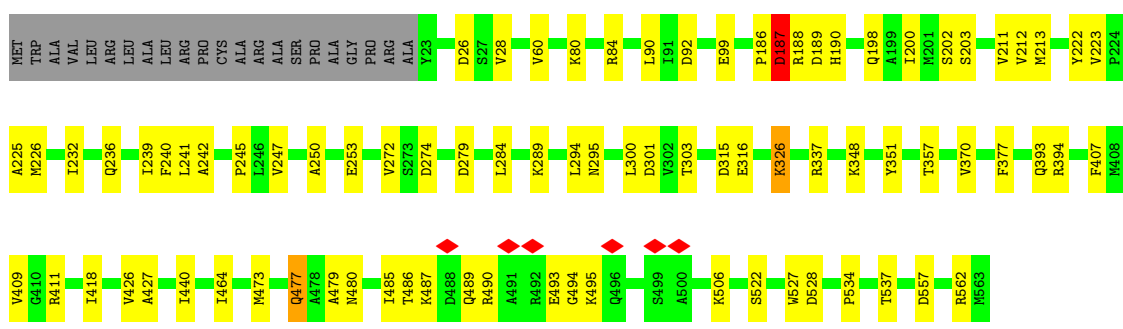 MET TRP ALA VAL LEU ARG LEU ALA ALA LEU ARG PRO CYS ALA ARG ALA SER PRO ALA GLY PRO ARG ALA Y23 D26 S27 V28 V60 K80 R84 L90 I91 D92 E99 P186 D187 R188 D189 H190 Q198 A199 I200 M201 S202 S203 V211 V212 M213 Y222 V223 P224
A225 M226 I232 Q236 I239 F240 L241 A242 P245 L246 V247 A250 E253 V272 S273 D274 D279 L284 K289 L294 N295 L300 D301 V302 T303 D315 E316 K326 R337 K348 Y351 T357 V370 F377 Q393 R394 F407 M408
V409 G410 R411 I418 V426 A427 I440 I464 M473 Q477 A478 A479 N480 I485 T486 K487 D488 Q489 R490 A491 R492 E493 G494 K495 Q496 S499 A500 K506 S522 W527 D528 P534 T537 D557 R562 M563